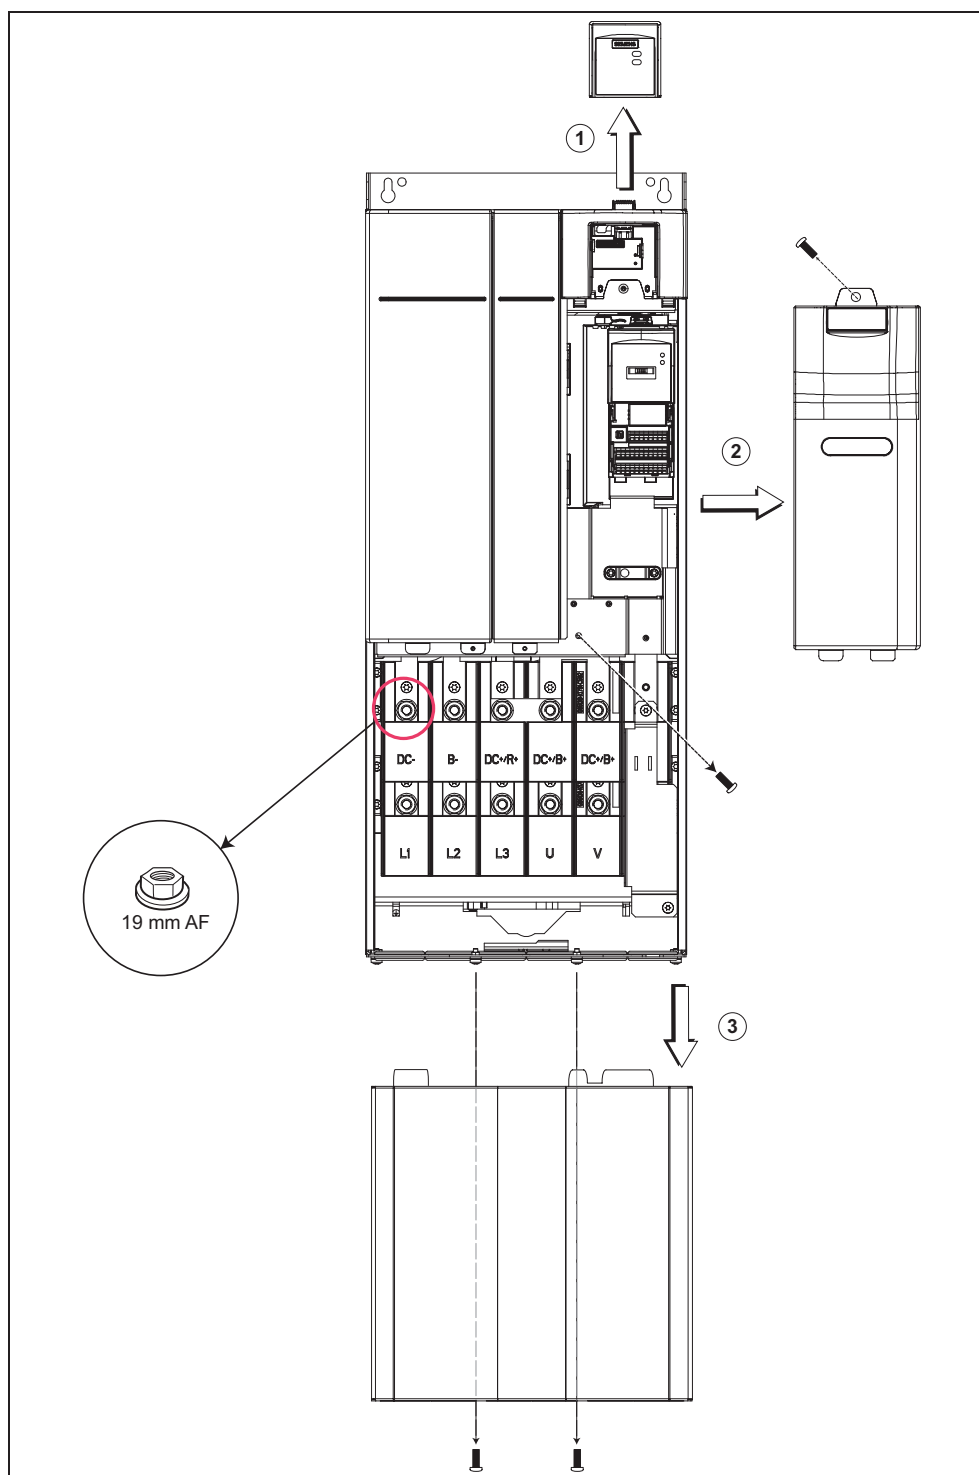 1
2
DC- B- DC+/R+ DC+/B+ DC+/B+
L1 L2 L3 U V
19 mm AF
3